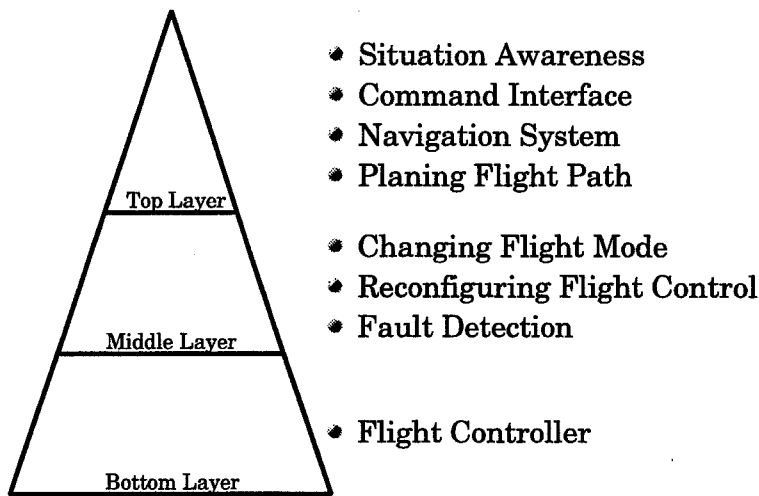 Situation Awareness
Command Interface
Navigation System
Planing Flight Path
Top Layer
Changing Flight Mode
Reconfiguring Flight Control
Fault Detection
Middle Layer
Flight Controller
Bottom Layer